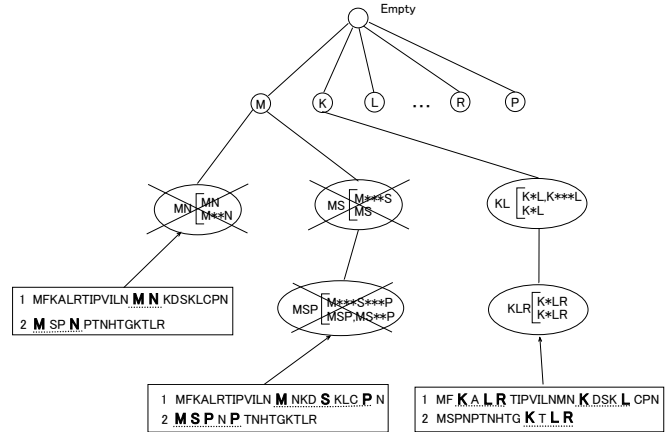 Empty
M K L ... R P
MN MN
M**N
MS M***S
MS
KL K*L,K***L
K*L
MSP M***S***P
MSP,MS**P
KLR K*LR
K*LR
1 MFKALRTIPVILN M N KDSKLCPN
2 M SP N PTNHTGKTLR
1 MFKALRTIPVILN M NKD S KLC P N
2 M S P N P TNHTGKTLR
1 MF K A L R TIPVILNMN K DSK L CPN
2 MSPNPTNHTG K T L R